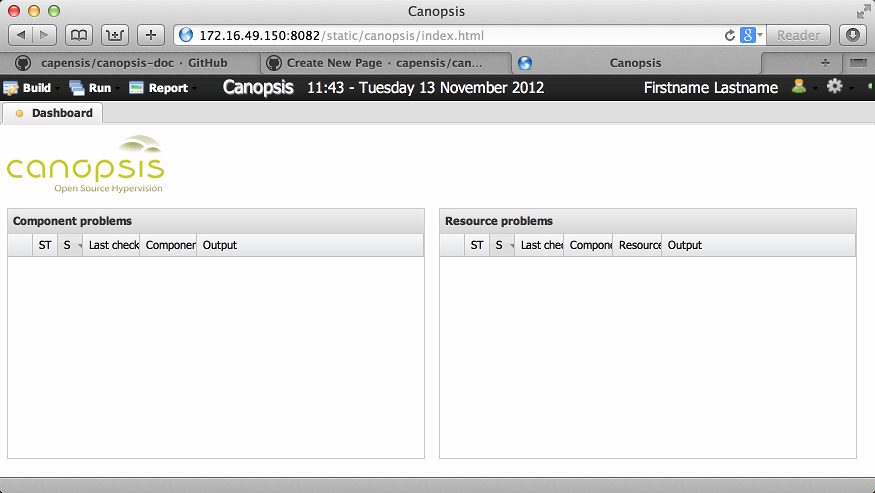 Canopsis
172.16.49.150:8082/static/canopsis/index.html
8
Reader
capensis/canopsis-doc · GitHub
Create New Page · capensis/can...
Canopsis
Build
Run
Report
Canopsis
11:43 - Tuesday 13 November 2012
Firstname Lastname
Dashboard
canopsis
Open Source Hypervision
Component problems
ST S Last check Componen Output
Resource problems
ST S Last chec Compone Resource Output